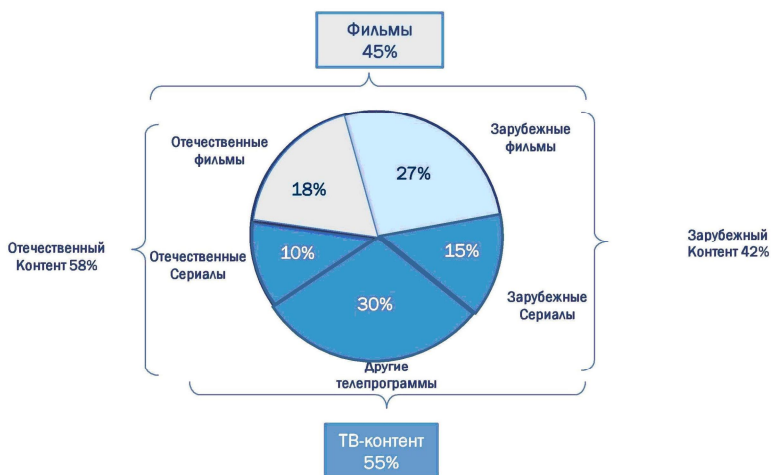 Фильмы
45%
Отечественные
фильмы
Зарубежные
фильмы
18%
27%
Отечественный
Контент 58%
Отечественные
Сериалы
10%
15%
Зарубежный
Контент 42%
30%
Зарубежные
Сериалы
Другие
телепрограммы
ТВ-контент
55%